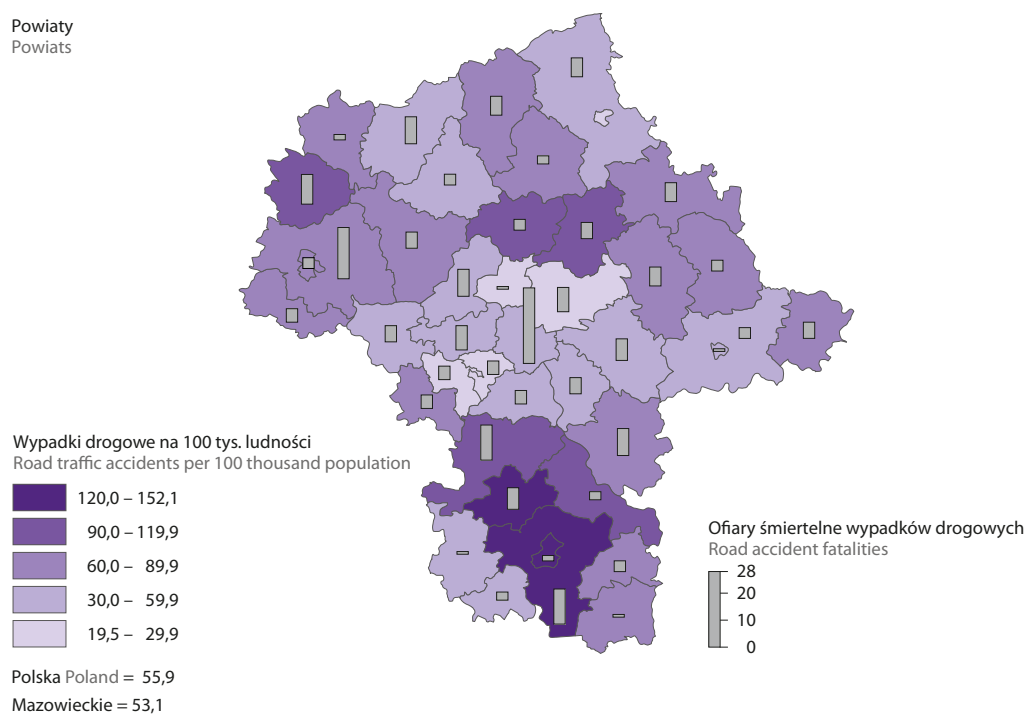 Powiaty
Powiats
Wypadki drogowe na 100 tys. ludności
Road traffic accidents per 100 thousand population
120,0 – 152,1
90,0 – 119,9
60,0 – 89,9
30,0 – 59,9
19,5 – 29,9
Polska Poland = 55,9
Mazowieckie = 53,1
Ofiary śmiertelne wypadków drogowych
Road accident fatalities
28
20
10
0